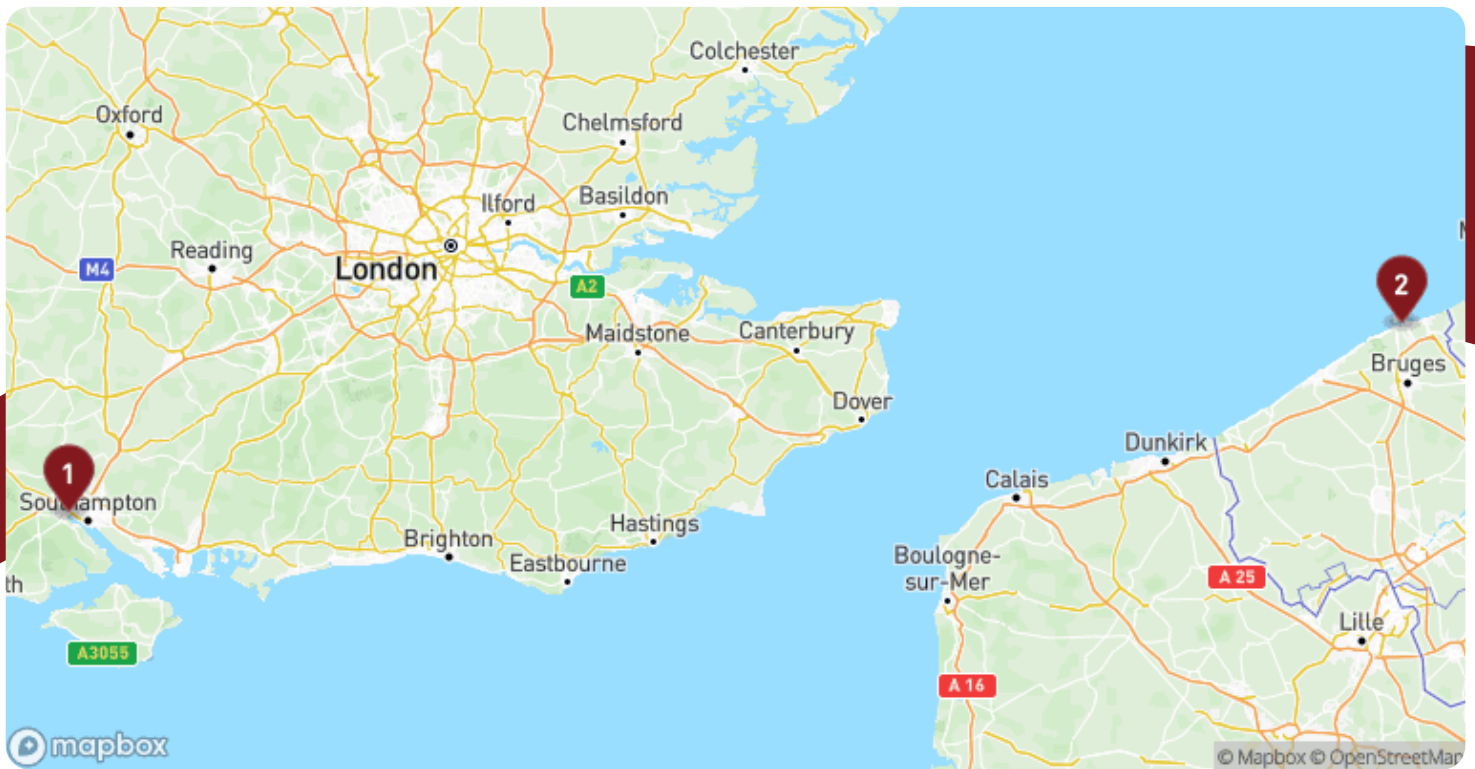 Colchester
Oxford
Chelmsford
Ilford
Basildon
Reading
London
M4
A2
2
Maidstone
Canterbury
Bruges
Dover
Dunkirk
1
Southampton
Calais
Hastings
Brighton
Eastbourne
Boulogne-
sur-Mer
th
A 25
Lille
A3055
A 16
mapbox
© Mapbox © OpenStreetMap